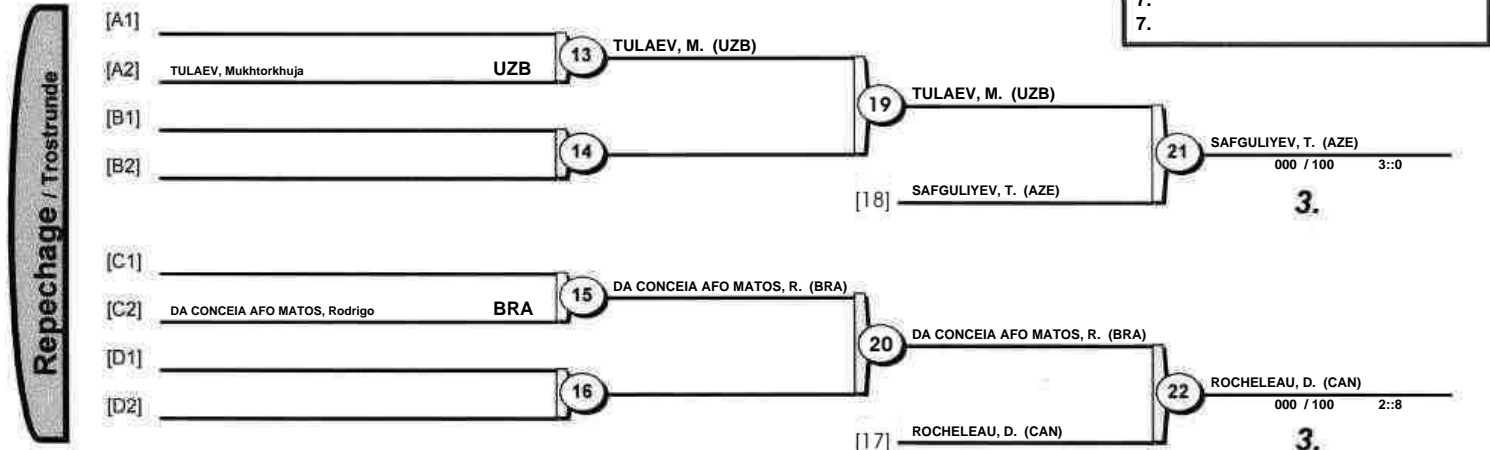 7.
7.
Repechage / Trostrunde
[A1]
[A2] TULAEV, Mukhtorkhuja UZB
13 TULAEV, M. (UZB)
[B1]
[B2]
14
19 TULAEV, M. (UZB)
[18] SAFGULIYEV, T. (AZE)
21 SAFGULIYEV, T. (AZE)
000 / 100 3::0
3.
[C1]
[C2] DA CONCEIA AFO MATOS, Rodrigo BRA
15 DA CONCEIA AFO MATOS, R. (BRA)
[D1]
[D2]
16
20 DA CONCEIA AFO MATOS, R. (BRA)
[17] ROCHELEAU, D. (CAN)
22 ROCHELEAU, D. (CAN)
000 / 100 2::8
3.